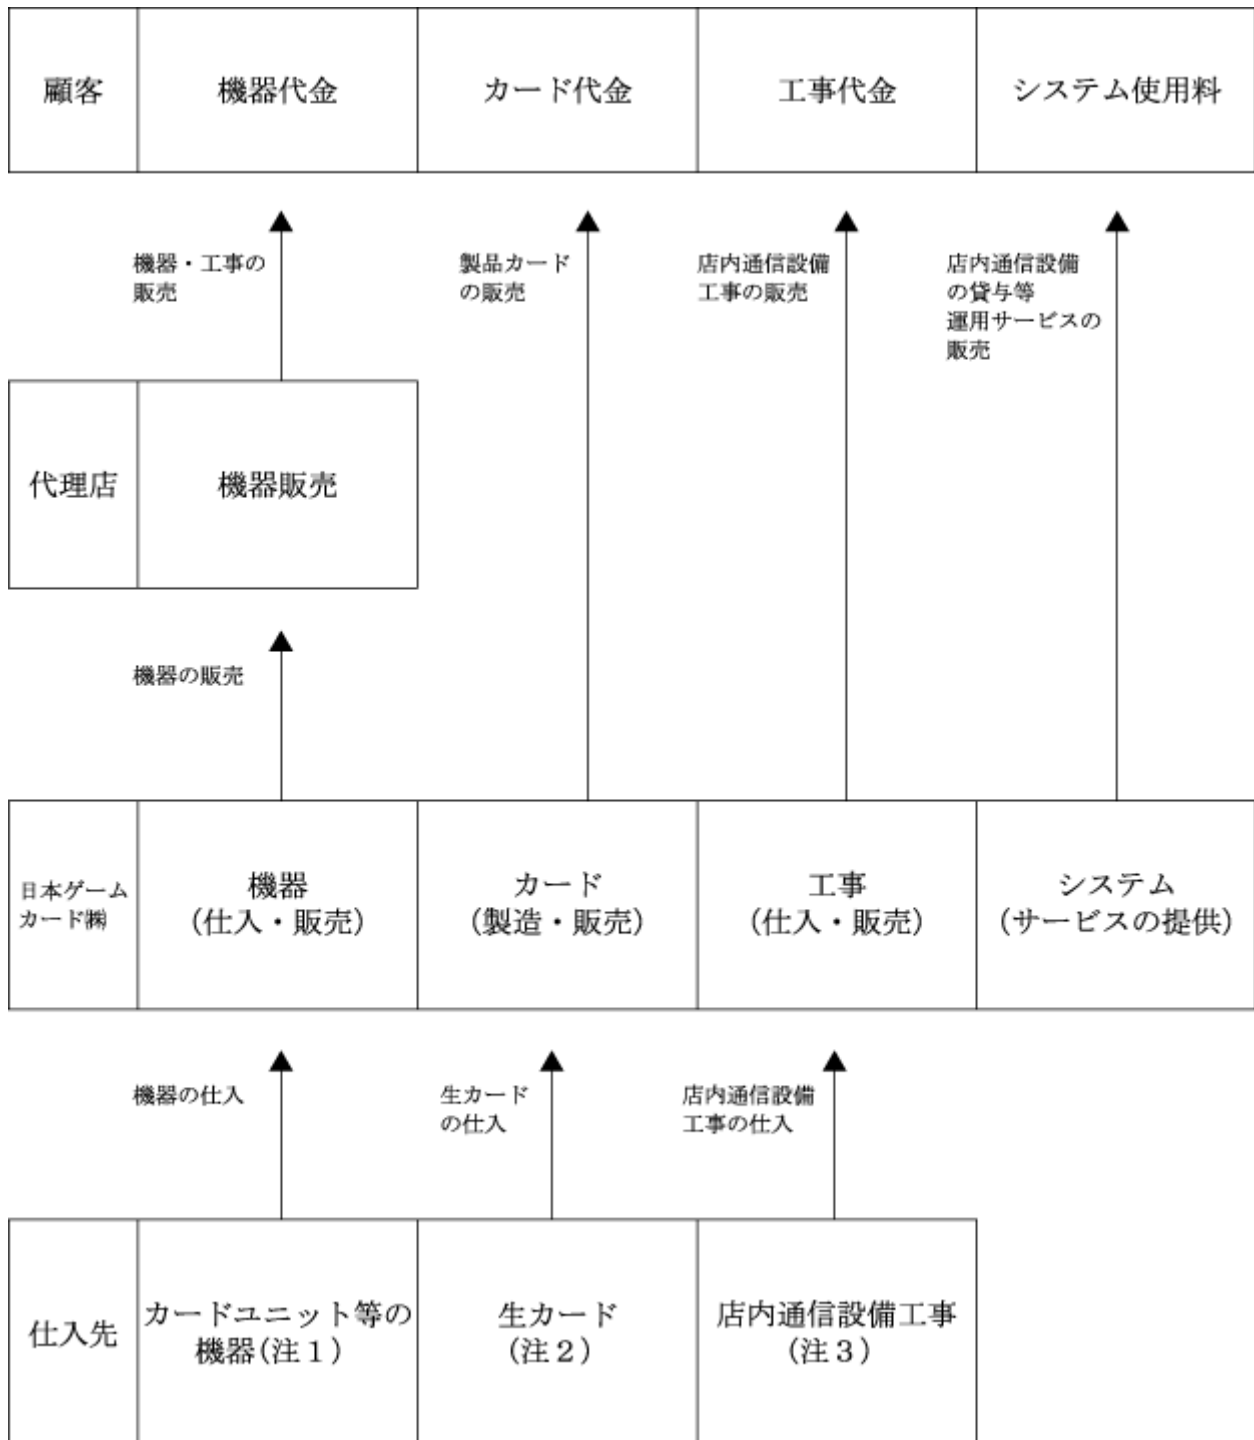 顧客
機器代金
カード代金
工事代金
システム使用料
機器・工事の
販売
製品カード
の販売
店内通信設備
工事の販売
店内通信設備
の貸与等
運用サービスの
販売
代理店
機器販売
機器の販売
日本ゲーム
カード㈱
機器
(仕入・販売)
カード
(製造・販売)
工事
(仕入・販売)
システム
(サービスの提供)
機器の仕入
生カード
の仕入
店内通信設備
工事の仕入
仕入先
カードユニット等の
機器(注1)
生カード
(注2)
店内通信設備工事
(注3)